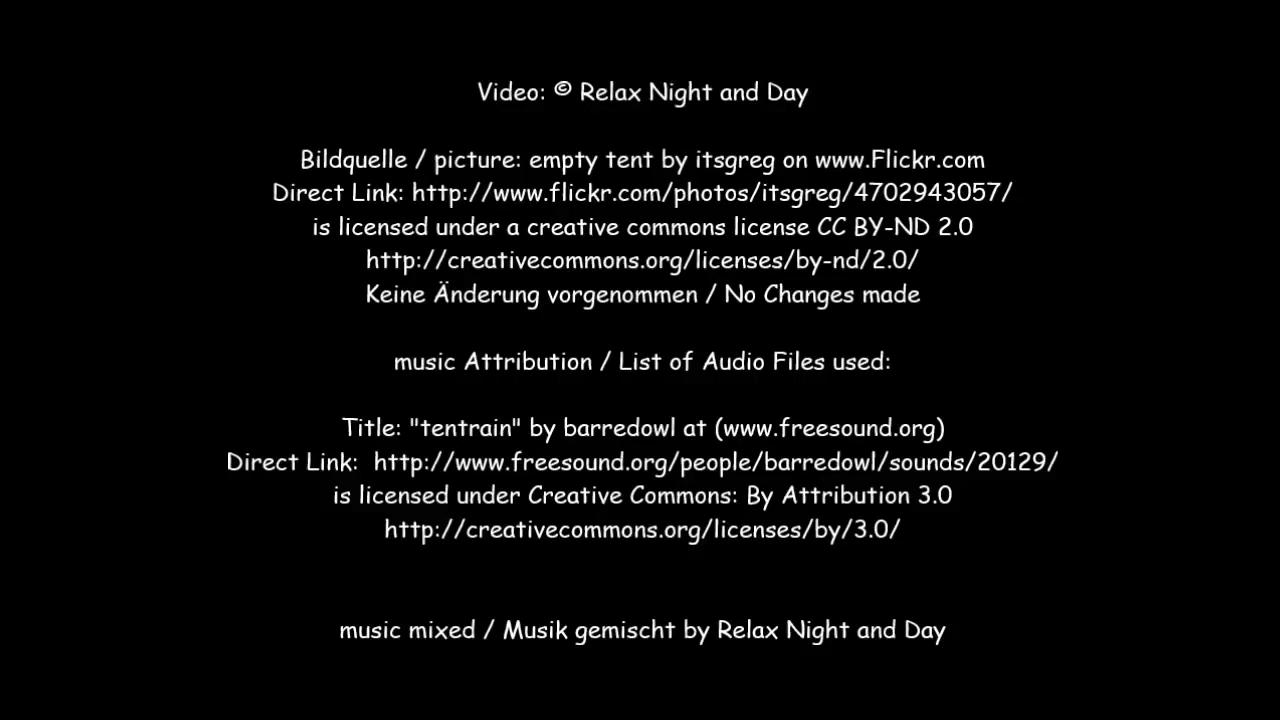 Video: © Relax Night and Day
Bildquelle / picture: empty tent by itsgreg on www.Flickr.com
Direct Link: http://www.flickr.com/photos/itsgreg/4702943057/
is licensed under a creative commons license CC BY-ND 2.0
http://creativecommons.org/licenses/by-nd/2.0/
Keine Änderung vorgenommen / No Changes made
music Attribution / List of Audio Files used:
Title: "tentrain" by barredowl at (www.freesound.org)
Direct Link:  http://www.freesound.org/people/barredowl/sounds/20129/
is licensed under Creative Commons: By Attribution 3.0
http://creativecommons.org/licenses/by/3.0/
music mixed / Musik gemischt by Relax Night and Day